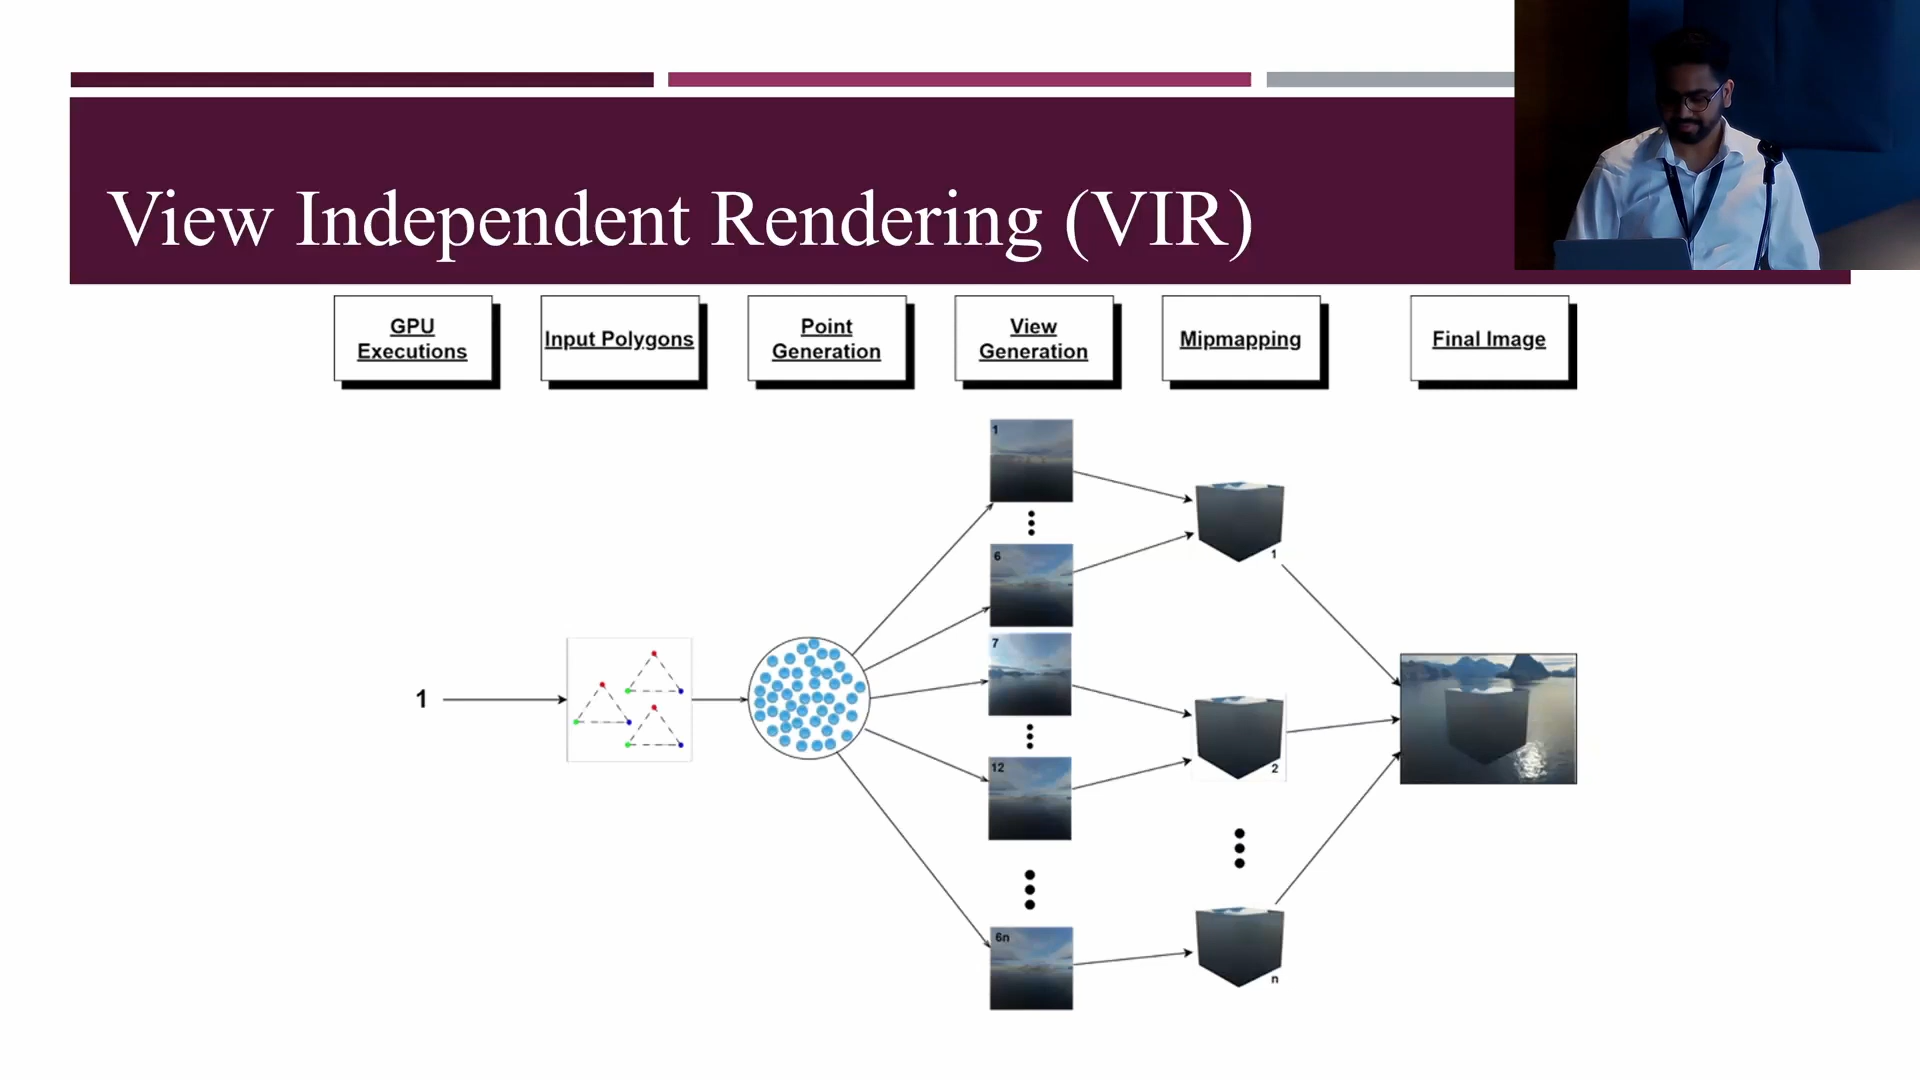 View Independent Rendering (VIR)
GPU
Executions
Input Polygons
Point
Generation
View
Generation
Mipmapping
Final Image
1
1
6
7
12
6n
1
2
n